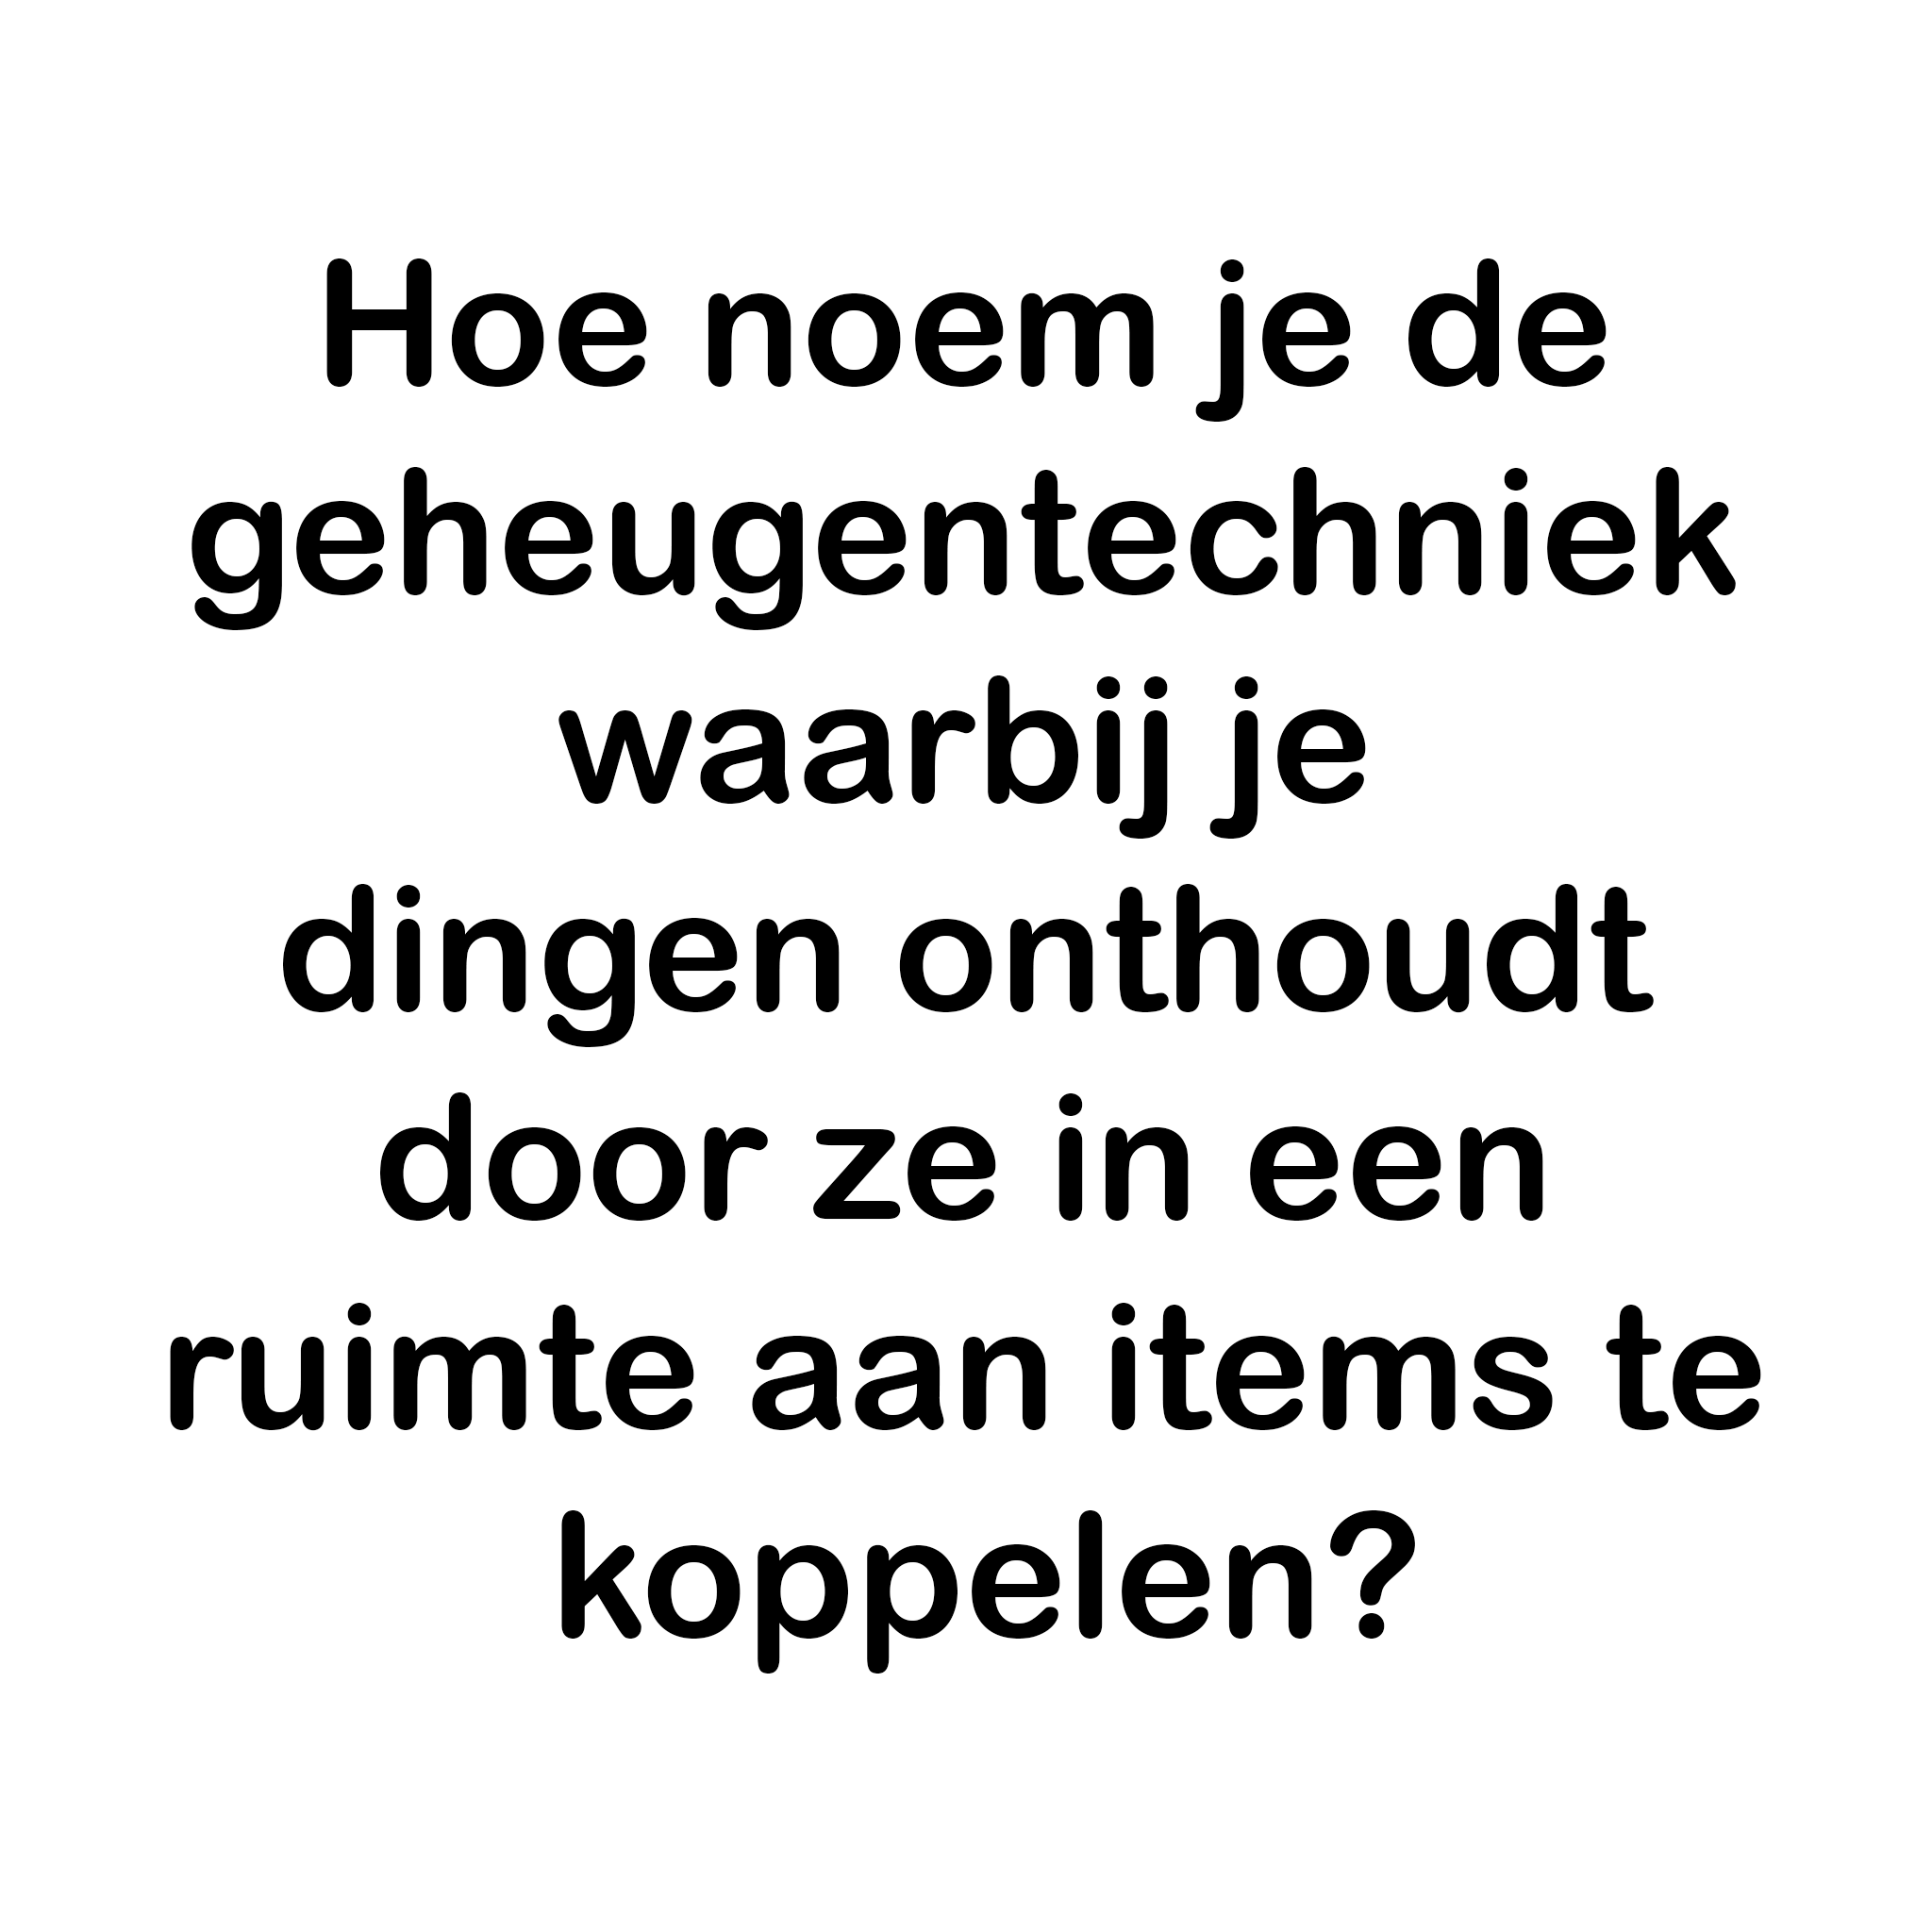 Hoe noem je de
geheugentechniek
waarbij je
dingen onthoudt
door ze in een
ruimte aan items te
koppelen?